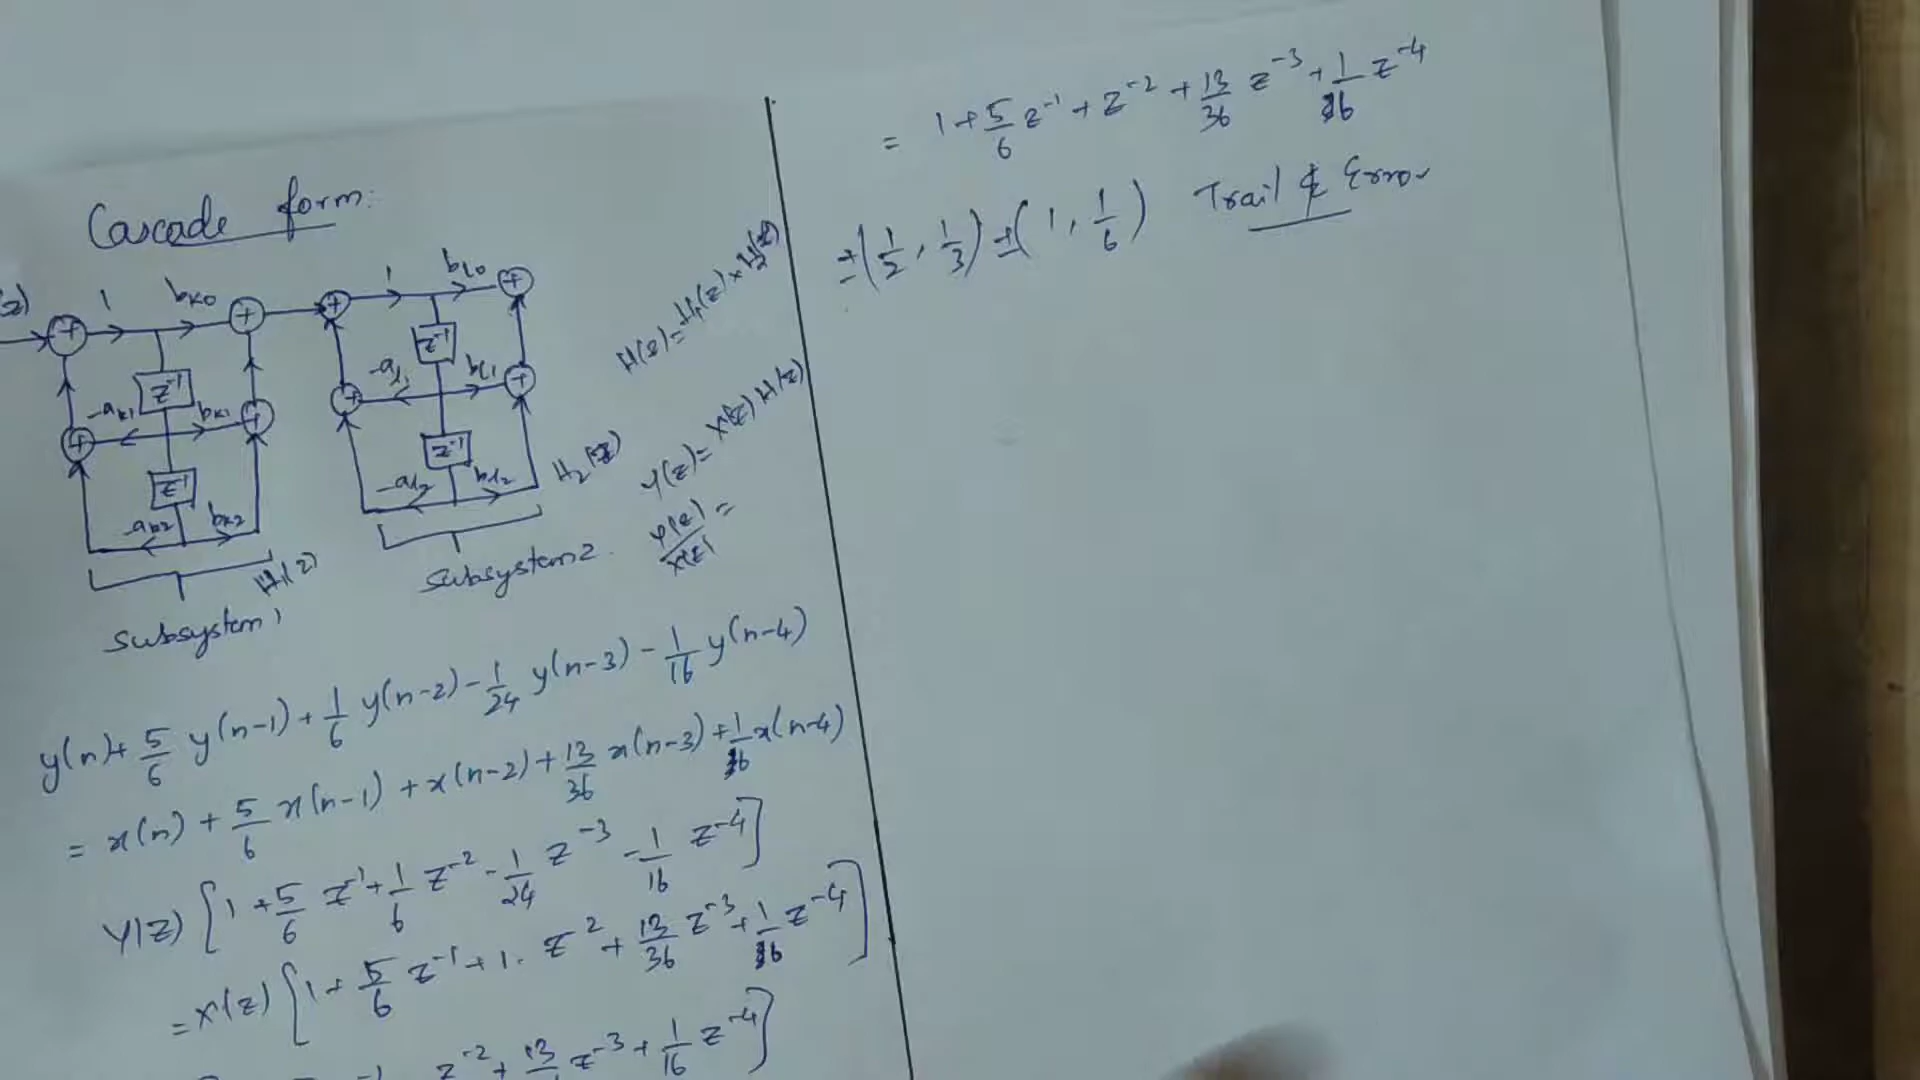 Cascade form:
(z) 1 bk0 1 bl0
z⁻¹ z⁻¹
-ak1 bk1 -al1 bl1
z⁻¹ z⁻¹
-ak2 bk2 -al2 bl2
H1(z) H2(z)
Subsystem 1 Subsystem 2.
H(z) = H1(z) × H2(z)
Y(z) = X(z) H(z)
Y(z)/X(z) =
y(n) + 5/6 y(n-1) + 1/6 y(n-2) - 1/24 y(n-3) - 1/16 y(n-4)
= x(n) + 5/6 x(n-1) + x(n-2) + 13/36 x(n-3) + 1/36 x(n-4)
Y(z) [1 + 5/6 z⁻¹ + 1/6 z⁻² - 1/24 z⁻³ - 1/16 z⁻⁴]
= X(z) [1 + 5/6 z⁻¹ + 1. z⁻² + 13/36 z⁻³ + 1/36 z⁻⁴]
z⁻² + 13/ z⁻³ + 1/16 z⁻⁴]
= 1 + 5/6 z⁻¹ + z⁻² + 13/36 z⁻³ + 1/36 z⁻⁴
±(1/2, 1/3) ±(1, 1/6) Trail & Error